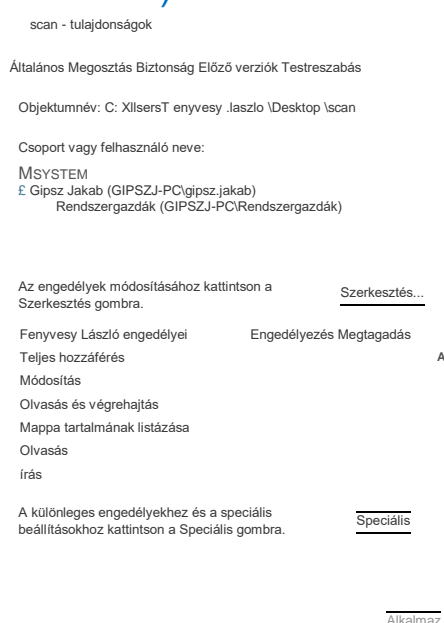 scan - tulajdonságok
Általános Megosztás Biztonság Előző verziók Testreszabás
Objektumnév: C: XllsersT enyvesy .laszlo \Desktop \scan
Csoport vagy felhasználó neve:
MSYSTEM
£ Gipsz Jakab (GIPSZJ-PC\gipsz.jakab)
Rendszergazdák (GIPSZJ-PC\Rendszergazdák)
Az engedélyek módosításához kattintson a
Szerkesztés gombra.
Szerkesztés...
Fenyvesy László engedélyei Engedélyezés Megtagadás
Teljes hozzáférés
A
Módosítás
Olvasás és végrehajtás
Mappa tartalmának listázása
Olvasás
írás
A különleges engedélyekhez és a speciális
beállításokhoz kattintson a Speciális gombra.
Speciális
Alkalmaz